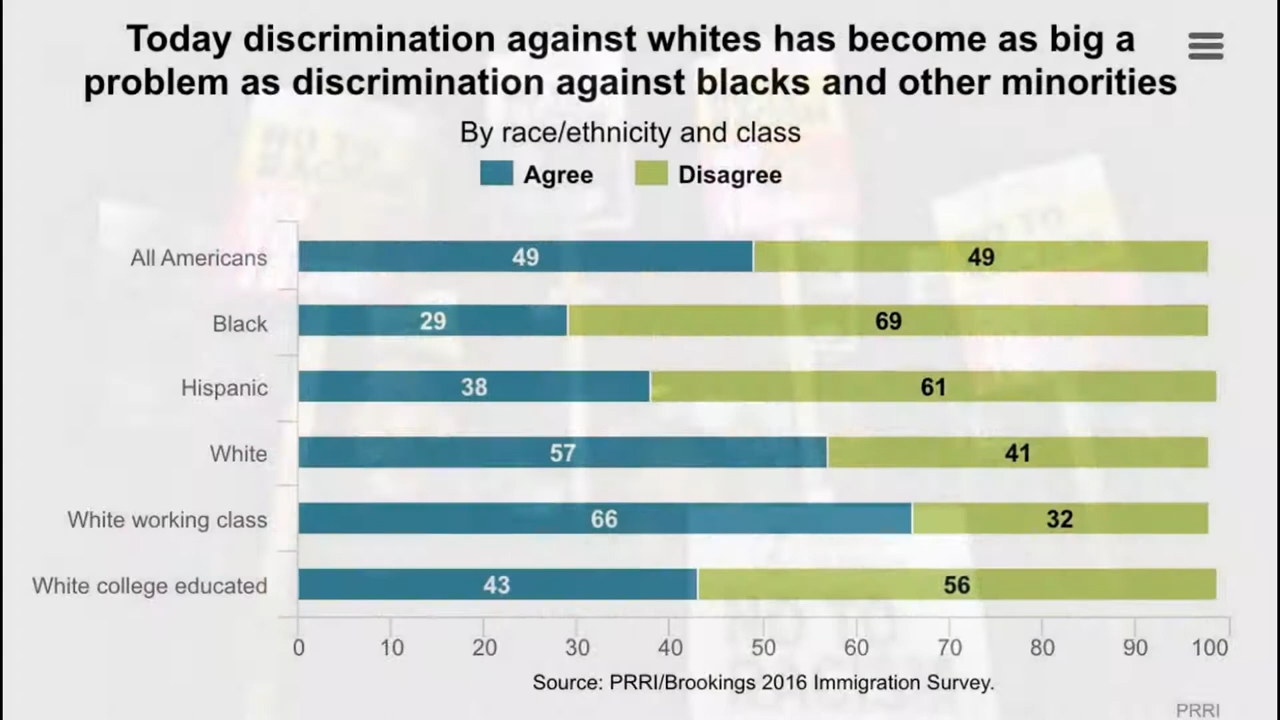 Today discrimination against whites has become as big a
problem as discrimination against blacks and other minorities
By race/ethnicity and class
Agree Disagree
All Americans 49 49
Black 29 69
Hispanic 38 61
White 57 41
White working class 66 32
White college educated 43 56
0 10 20 30 40 50 60 70 80 90 100
Source: PRRI/Brookings 2016 Immigration Survey.
PRRI